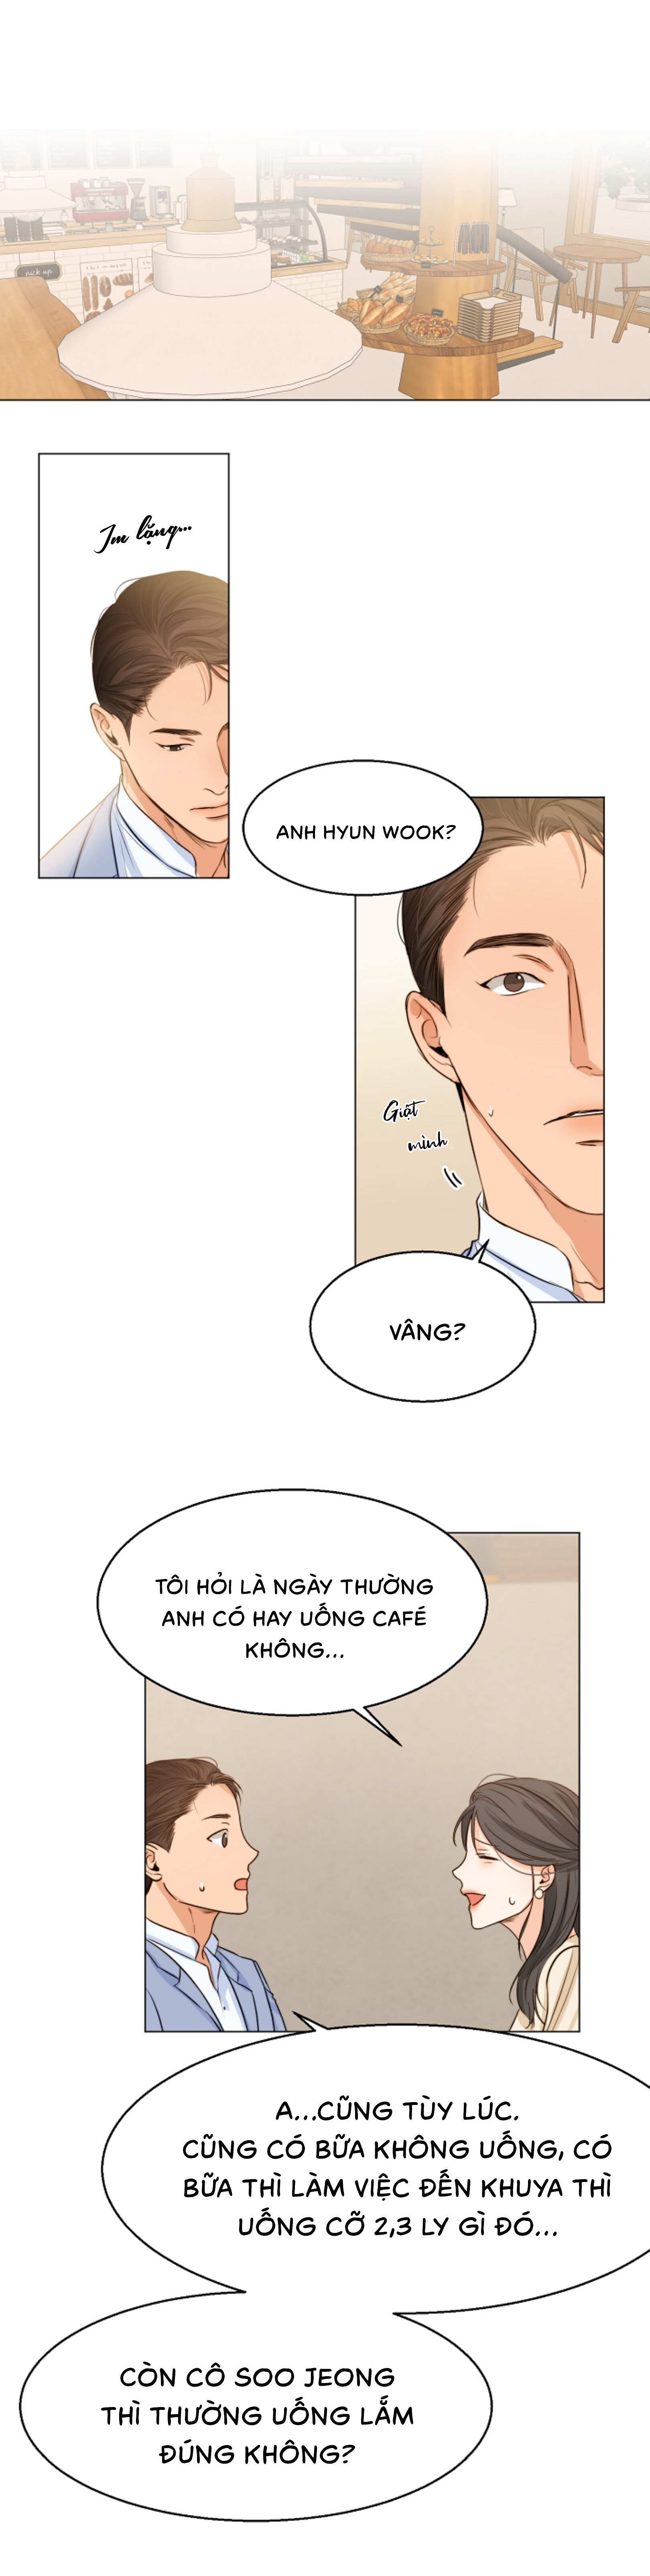 pick up
Im lặng...
ANH HYUN WOOK?
Giật
mình
VÂNG?
TÔI HỎI LÀ NGÀY THƯỜNG
ANH CÓ HAY UỐNG CAFÉ
KHÔNG...
A...CŨNG TÙY LÚC.
CŨNG CÓ BỮA KHÔNG UỐNG, CÓ
BỮA THÌ LÀM VIỆC ĐẾN KHUYA THÌ
UỐNG CỠ 2,3 LY GÌ ĐÓ...
CÒN CÔ SOO JEONG
THÌ THƯỜNG UỐNG LẮM
ĐÚNG KHÔNG?